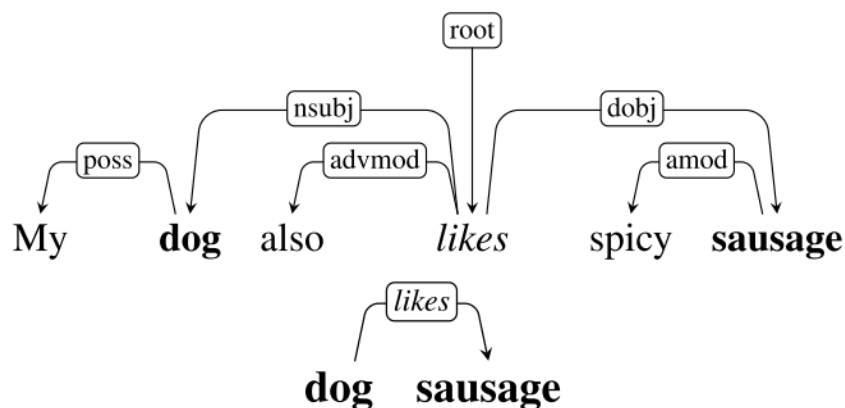 root
nsubj dobj
poss advmod amod
My dog also likes spicy sausage
likes
dog sausage